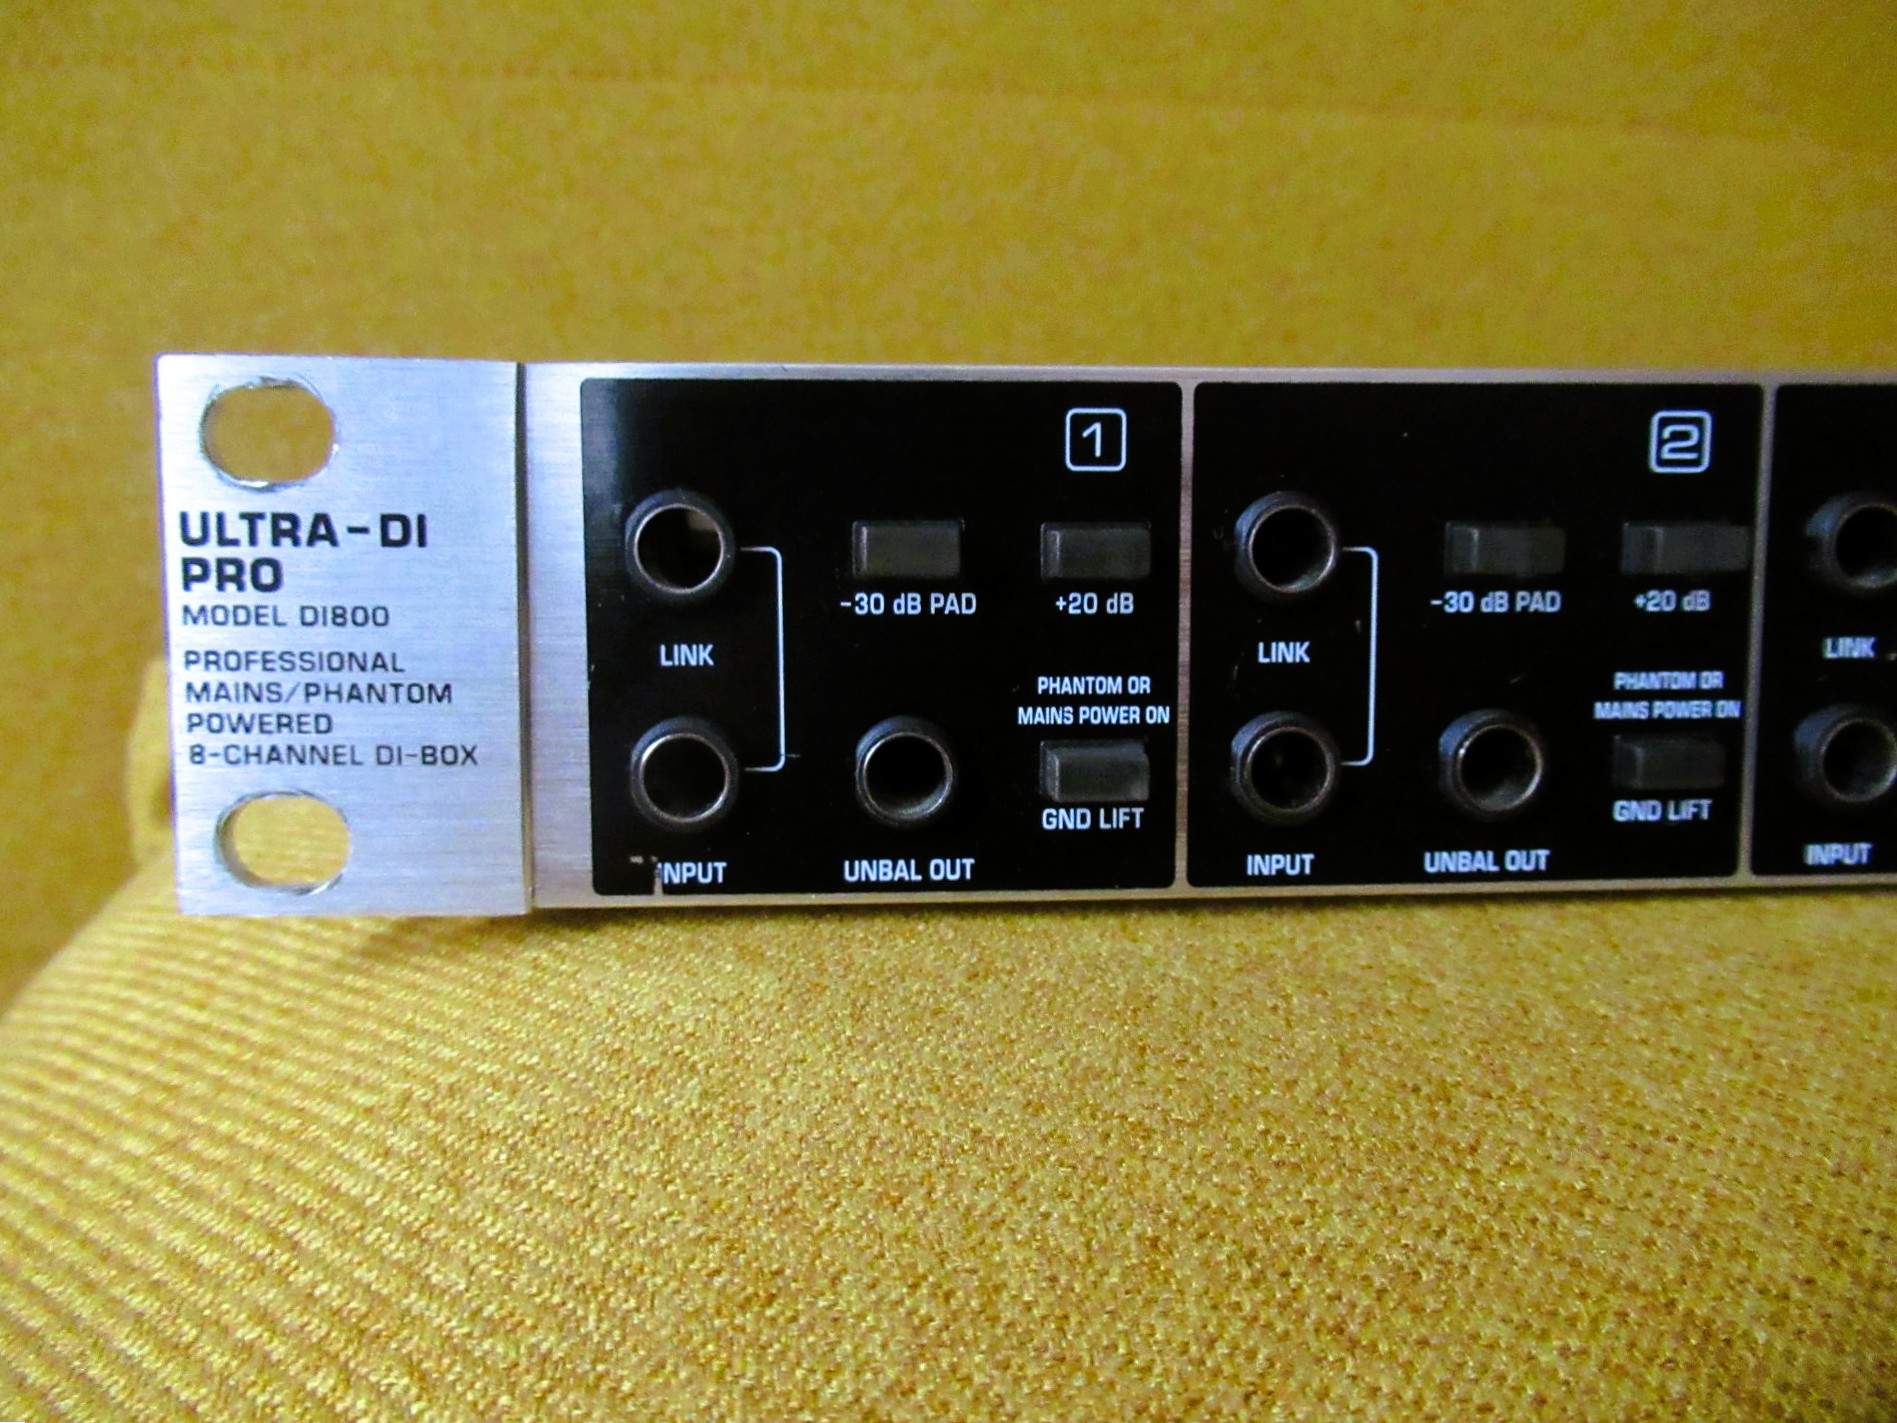 ULTRA-DI
PRO
MODEL DI800
PROFESSIONAL
MAINS/PHANTOM
POWERED
8-CHANNEL DI-BOX
1
-30 dB PAD
+20 dB
LINK
PHANTOM OR
MAINS POWER ON
GND LIFT
INPUT
UNBAL OUT
2
-30 dB PAD
+20 dB
LINK
PHANTOM OR
MAINS POWER ON
GND LIFT
INPUT
UNBAL OUT
LINK
INPUT